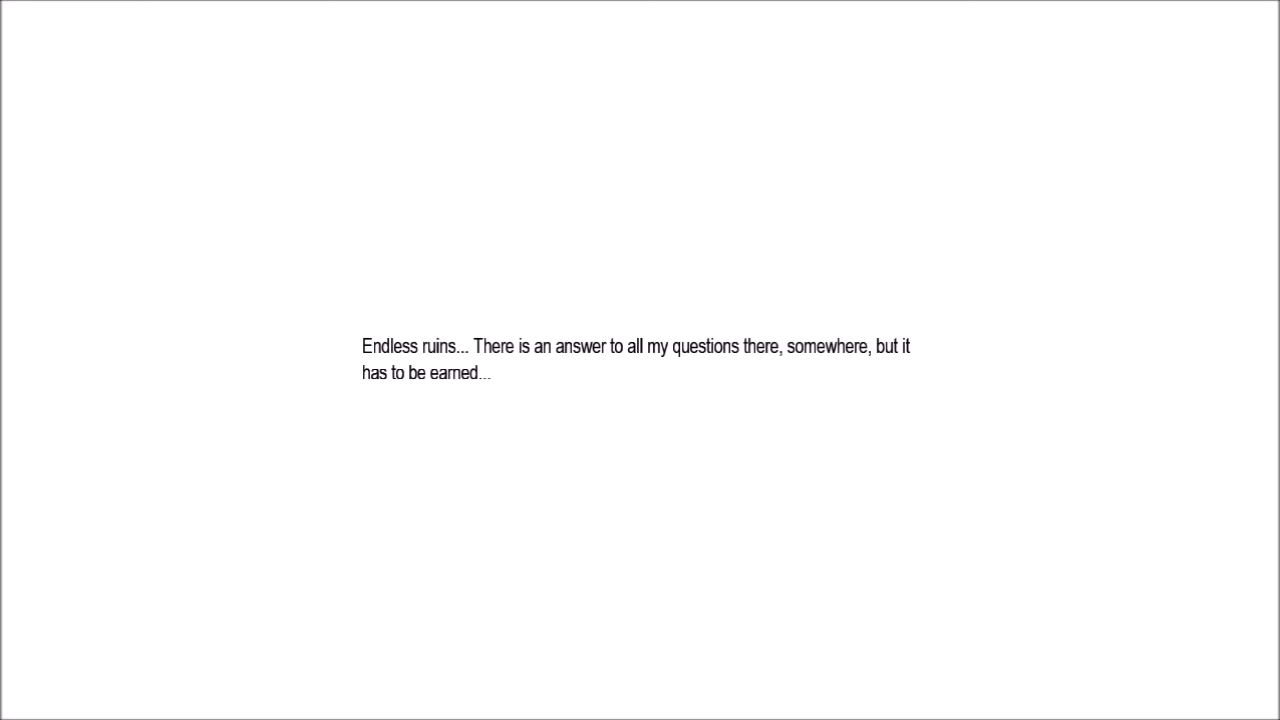 Endless ruins... There is an answer to all my questions there, somewhere, but it
has to be earned...